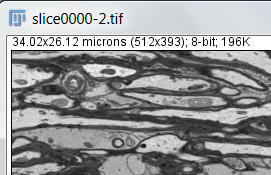 slice0000-2.tif
34.02x26.12 microns (512x393); 8-bit; 196K